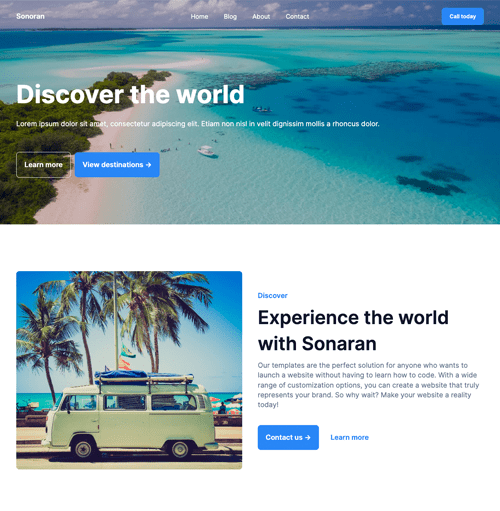 Sonoran
Home Blog About Contact
Call today
Discover the world
Lorem ipsum dolor sit amet, consectetur adipiscing elit. Etiam non nisl in velit dignissim mollis a rhoncus dolor.
Learn more
View destinations →
Discover
Experience the world
with Sonaran
Our templates are the perfect solution for anyone who wants to
launch a website without having to learn how to code. With a wide
range of customization options, you can create a website that truly
represents your brand. So why wait? Make your website a reality
today!
Contact us →
Learn more